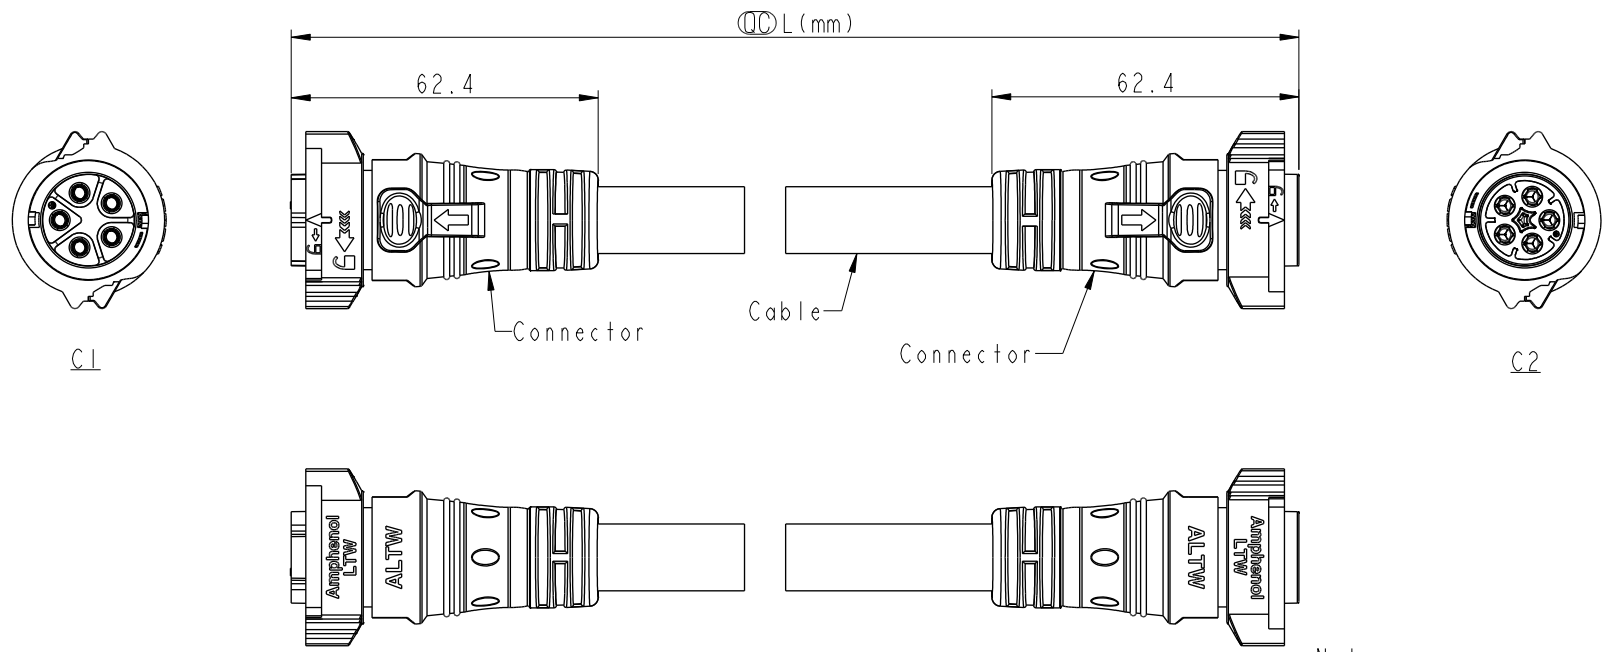 QC L(mm)
62.4
62.4
Connector
Cable
Connector
C1
C2
Amphenol
LTW
ALTW
ALTW
Amphenol
LTW